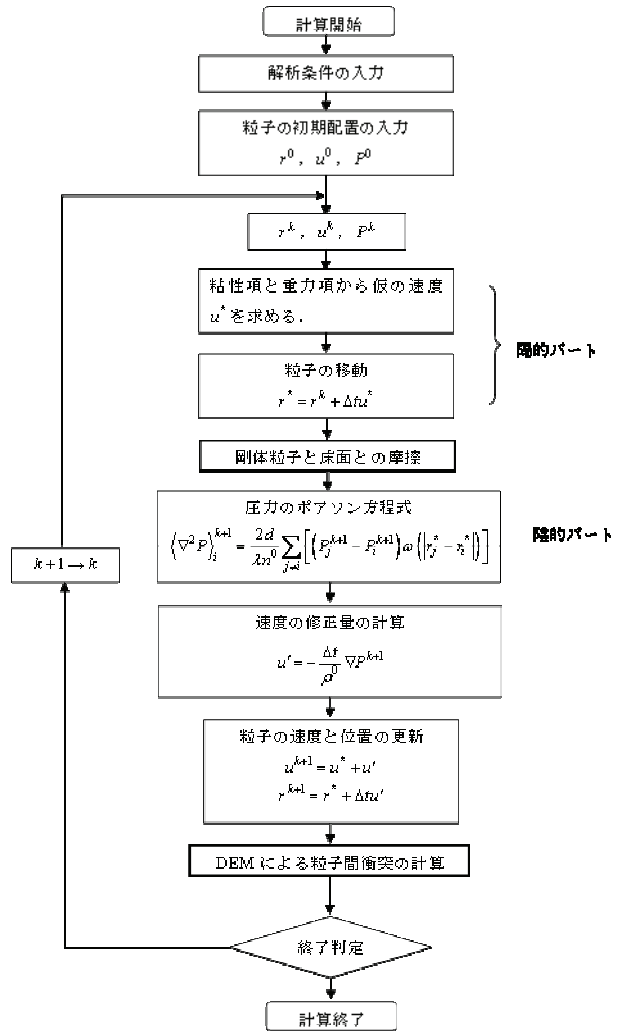 計算開始
解析条件の入力
粒子の初期配置の入力
r⁰ , u⁰ , P⁰
rᵏ , uᵏ , Pᵏ
粘性項と重力項から仮の速度
u* を求める.
陽的パート
粒子の移動
r* = rᵏ + Δtu*
剛体粒子と床面との摩擦
圧力のポアソン方程式
⟨∇²P⟩ᵢᵏ⁺¹ = 2d/λn⁰ Σj≠i [(Pⱼᵏ⁺¹ − Pᵢᵏ⁺¹) ω(|rⱼ* − rᵢ*|)]
陰的パート
k+1→k
速度の修正量の計算
u′ = − Δt/ρ⁰ ∇Pᵏ⁺¹
粒子の速度と位置の更新
uᵏ⁺¹ = u* + u′
rᵏ⁺¹ = r* + Δtu′
DEM による粒子間衝突の計算
終了判定
計算終了